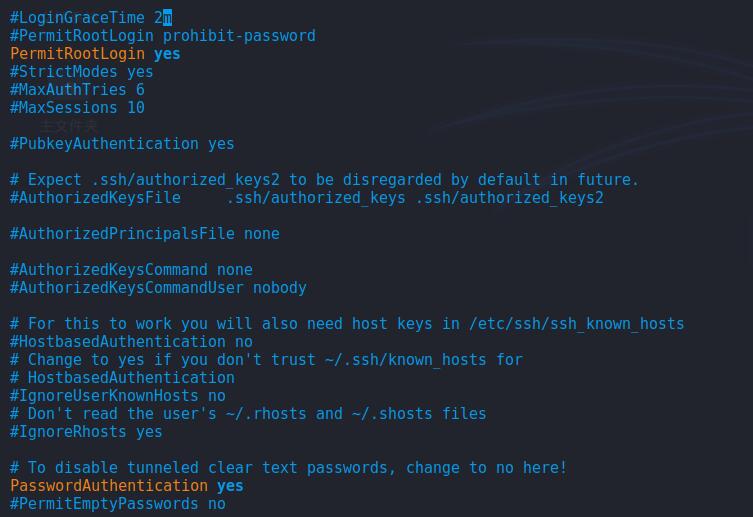 #LoginGraceTime 2m
#PermitRootLogin prohibit-password
PermitRootLogin yes
#StrictModes yes
#MaxAuthTries 6
#MaxSessions 10
主文件夹
#PubkeyAuthentication yes
# Expect .ssh/authorized_keys2 to be disregarded by default in future.
#AuthorizedKeysFile     .ssh/authorized_keys .ssh/authorized_keys2
#AuthorizedPrincipalsFile none
#AuthorizedKeysCommand none
#AuthorizedKeysCommandUser nobody
# For this to work you will also need host keys in /etc/ssh/ssh_known_hosts
#HostbasedAuthentication no
# Change to yes if you don't trust ~/.ssh/known_hosts for
# HostbasedAuthentication
#IgnoreUserKnownHosts no
# Don't read the user's ~/.rhosts and ~/.shosts files
#IgnoreRhosts yes
# To disable tunneled clear text passwords, change to no here!
PasswordAuthentication yes
#PermitEmptyPasswords no